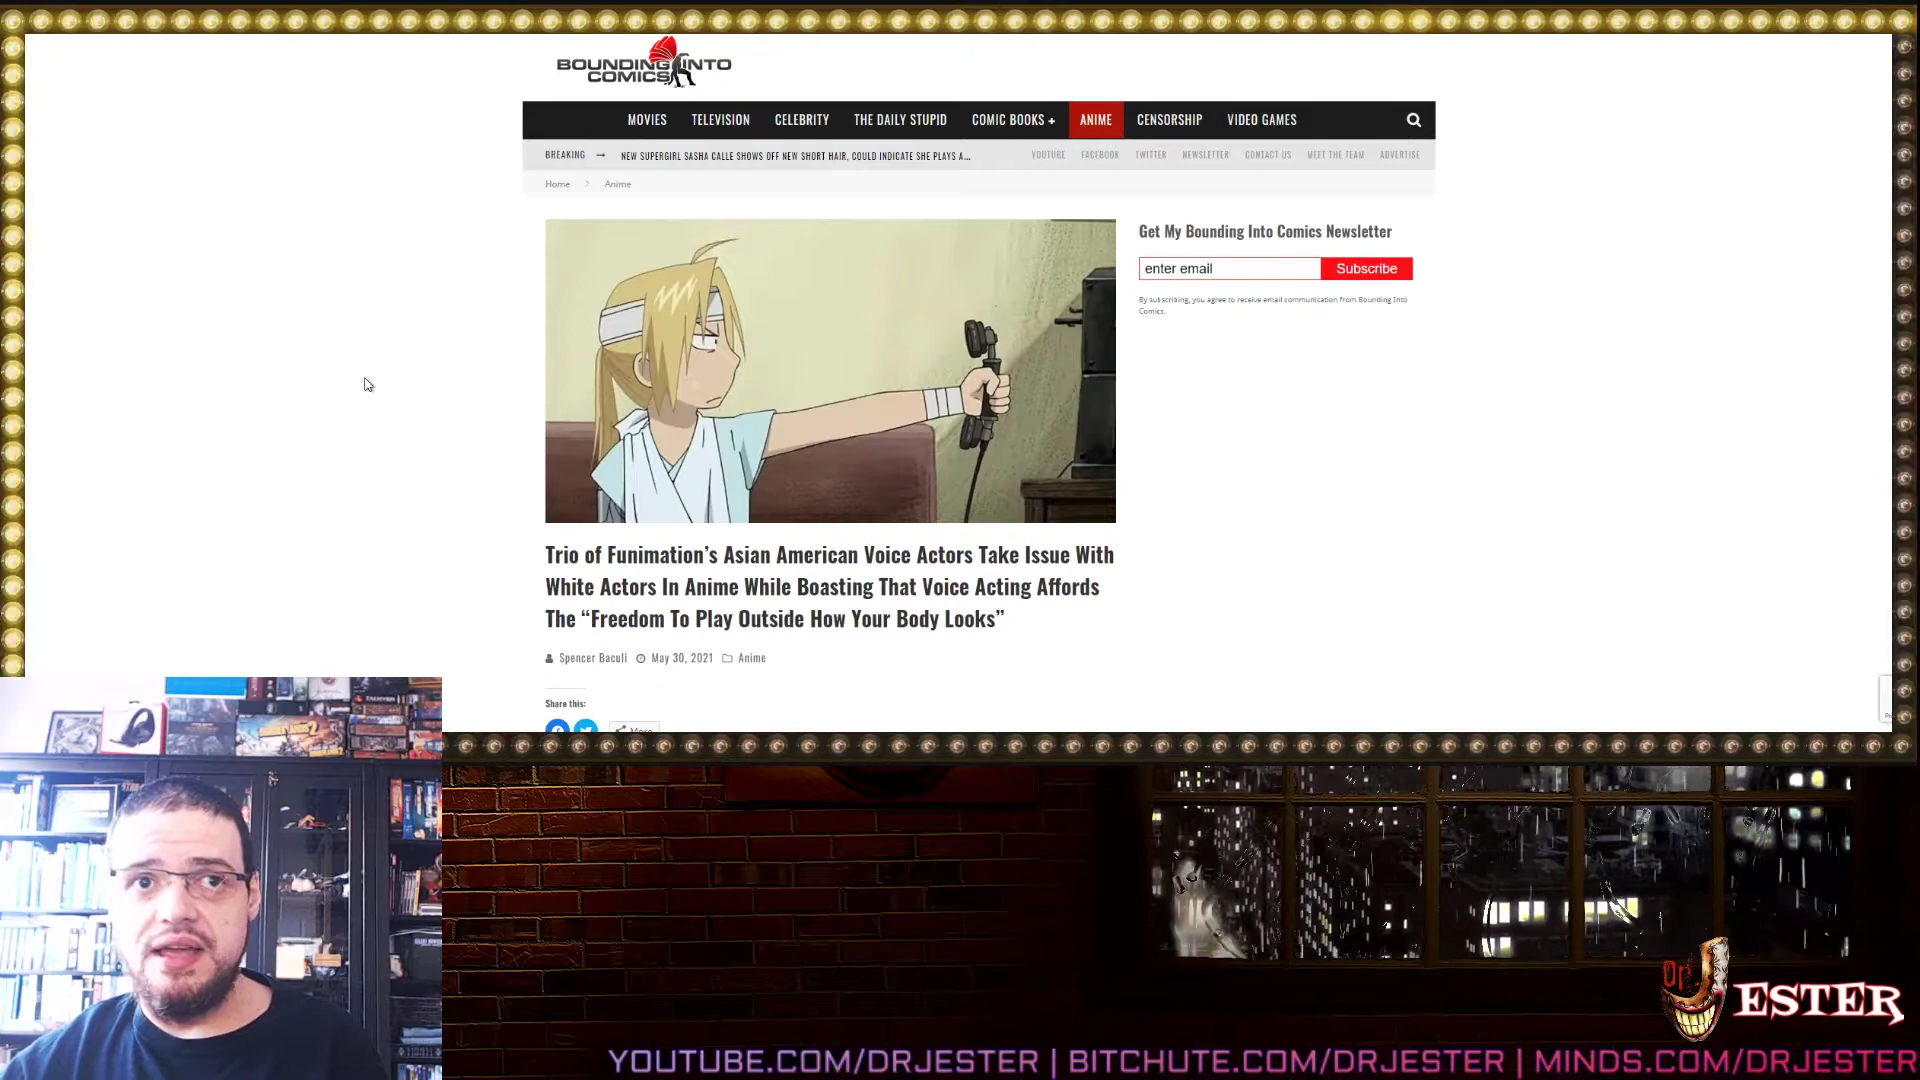 BOUNDING INTO
COMICS
MOVIES TELEVISION CELEBRITY THE DAILY STUPID COMIC BOOKS + ANIME CENSORSHIP VIDEO GAMES
BREAKING → NEW SUPERGIRL SASHA CALLE SHOWS OFF NEW SHORT HAIR, COULD INDICATE SHE PLAYS A...
YOUTUBE FACEBOOK TWITTER NEWSLETTER CONTACT US MEET THE TEAM ADVERTISE
Home Anime
Get My Bounding Into Comics Newsletter
enter email Subscribe
By subscribing, you agree to receive email communication from Bounding Into
Comics.
Trio of Funimation’s Asian American Voice Actors Take Issue With
White Actors In Anime While Boasting That Voice Acting Affords
The “Freedom To Play Outside How Your Body Looks”
Spencer Baculi May 30, 2021 Anime
Share this:
More
Dr
JESTER
YOUTUBE.COM/DRJESTER | BITCHUTE.COM/DRJESTER | MINDS.COM/DRJESTER